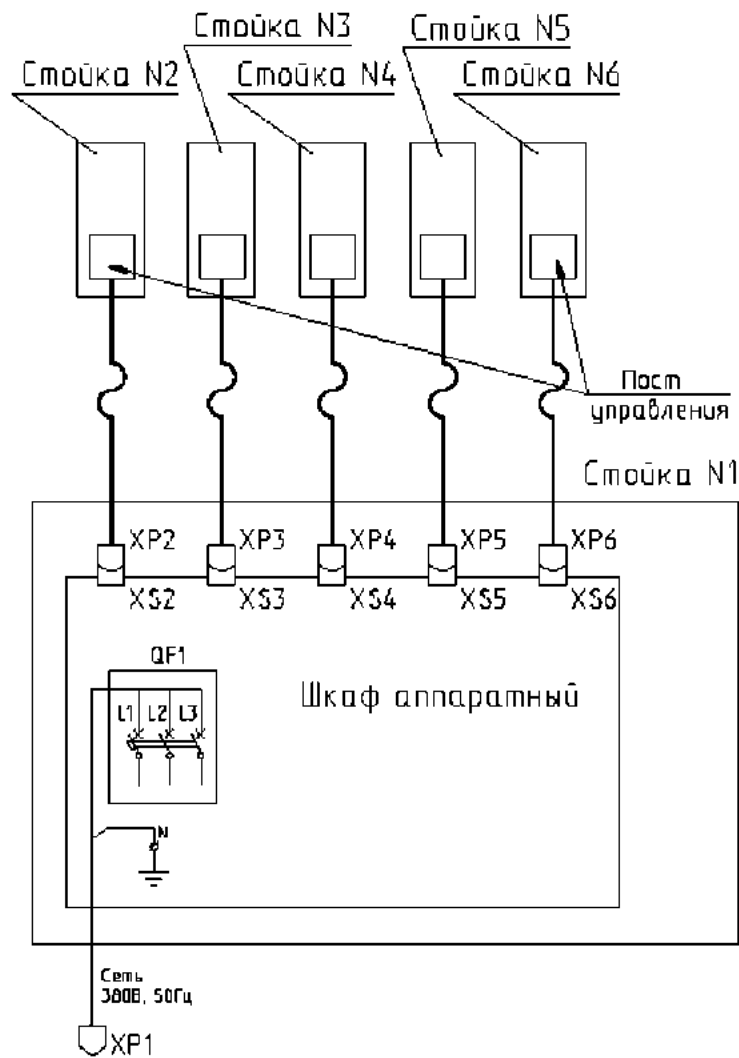 Стойка N3
Стойка N5
Стойка N2
Стойка N4
Стойка N6
Пост
управления
Стойка N1
XP2
XP3
XP4
XP5
XP6
XS2
XS3
XS4
XS5
XS6
QF1
Шкаф аппаратный
L1
L2
L3
N
Сеть
380В, 50Гц
XP1